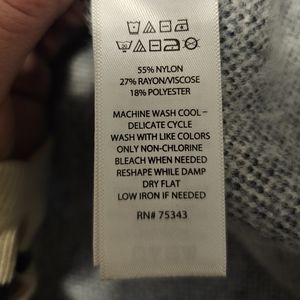 55% NYLON
27% RAYON/VISCOSE
18% POLYESTER
MACHINE WASH COOL –
DELICATE CYCLE
WASH WITH LIKE COLORS
ONLY NON-CHLORINE
BLEACH WHEN NEEDED
RESHAPE WHILE DAMP
DRY FLAT
LOW IRON IF NEEDED
RN# 75343